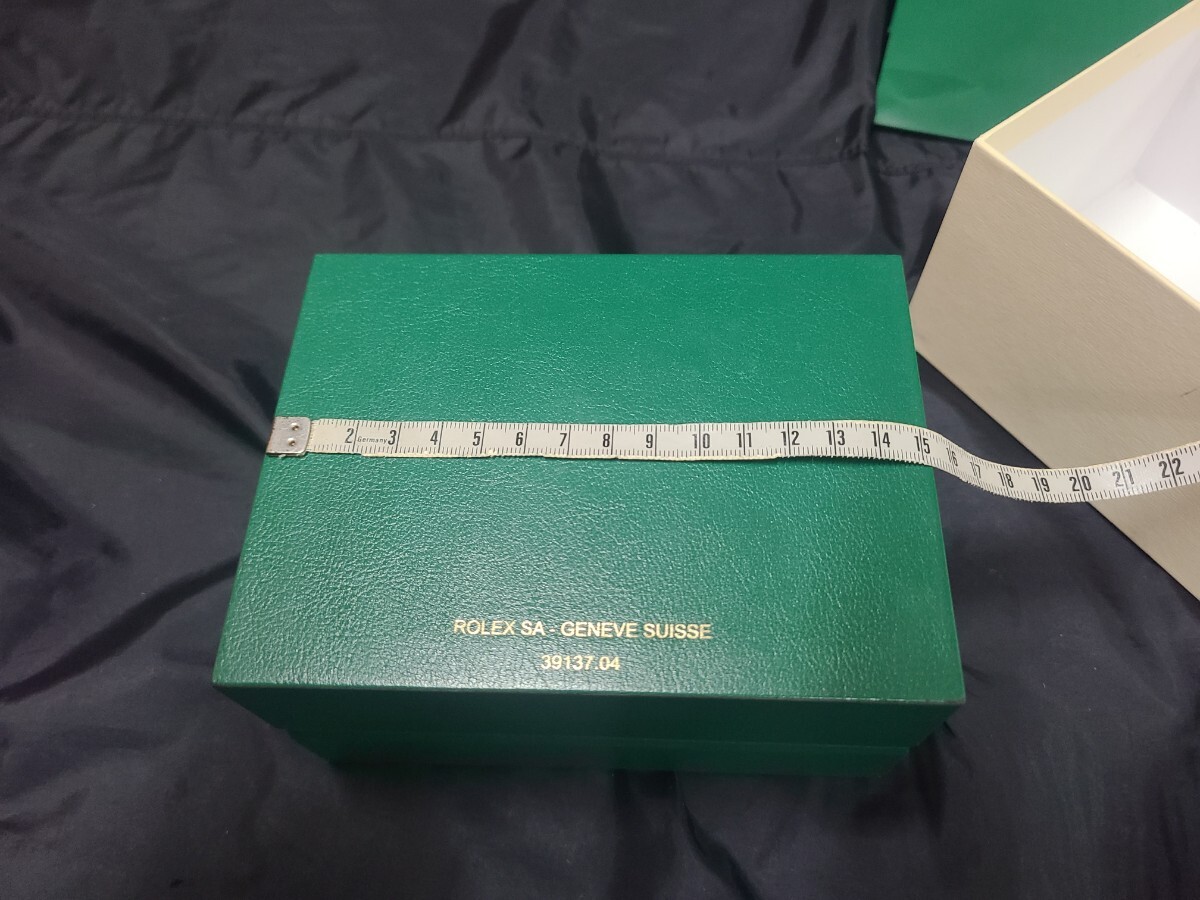 2 Germany 3 4 5 6 7 8 9 10 11 12 13 14 15 16 17 18 19 20 21 22
ROLEX SA - GENEVE SUISSE
39137.04